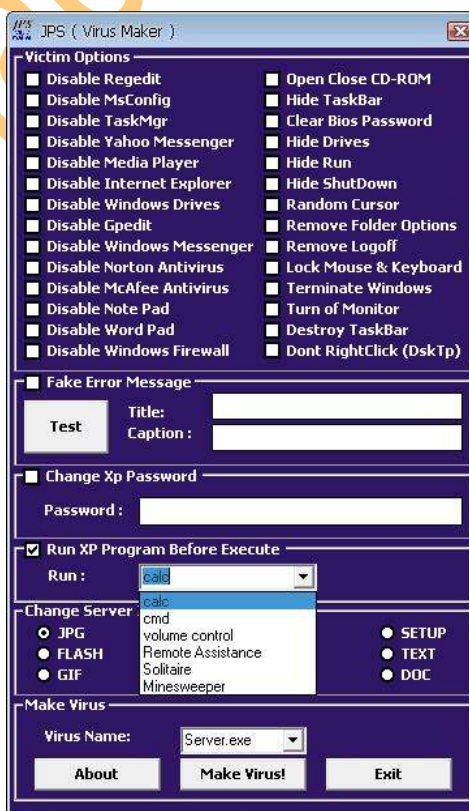 JPS ( Virus Maker )
Victim Options
Disable Regedit
Disable MsConfig
Disable TaskMgr
Disable Yahoo Messenger
Disable Media Player
Disable Internet Explorer
Disable Windows Drives
Disable Gpedit
Disable Windows Messenger
Disable Norton Antivirus
Disable McAfee Antivirus
Disable Note Pad
Disable Word Pad
Disable Windows Firewall
Open Close CD-ROM
Hide TaskBar
Clear Bios Password
Hide Drives
Hide Run
Hide ShutDown
Random Cursor
Remove Folder Options
Remove Logoff
Lock Mouse & Keyboard
Terminate Windows
Turn of Monitor
Destroy TaskBar
Dont RightClick (DskTp)
Fake Error Message
Test
Title:
Caption :
Change Xp Password
Password :
Run XP Program Before Execute
Run :
calc
calc
cmd
volume control
Remote Assistance
Solitaire
Minesweeper
Change Server
JPG
FLASH
GIF
SETUP
TEXT
DOC
Make Virus
Virus Name:
Server.exe
About
Make Virus!
Exit